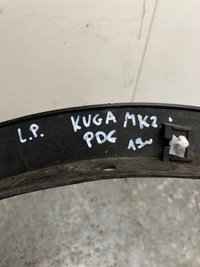 L.P. KUGA MK2
PDC 13~